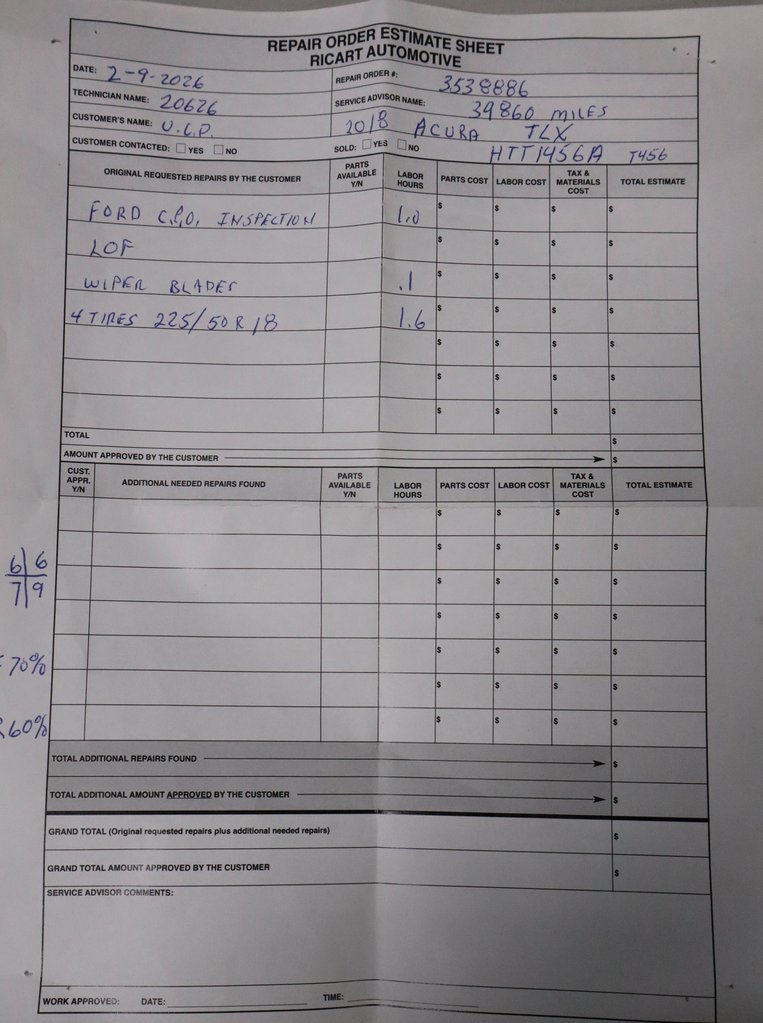 REPAIR ORDER ESTIMATE SHEET
RICART AUTOMOTIVE
DATE: 2-9-2026
REPAIR ORDER #: 3538886
TECHNICIAN NAME: 20626
SERVICE ADVISOR NAME: 39860 MILES
CUSTOMER'S NAME: U.C.P.
2018 ACURA TLX
CUSTOMER CONTACTED: YES NO
SOLD: YES NO
HTT1456A T456
ORIGINAL REQUESTED REPAIRS BY THE CUSTOMER PARTS AVAILABLE Y/N LABOR HOURS PARTS COST LABOR COST TAX & MATERIALS COST TOTAL ESTIMATE
FORD C.P.O. INSPECTION 1.0 $ $ $ $
LOF $ $ $ $
WIPER BLADES .1 $ $ $ $
4 TIRES 225/50R18 1.6 $ $ $ $
$ $ $ $
$ $ $ $
$ $ $ $
TOTAL $
AMOUNT APPROVED BY THE CUSTOMER $
CUST. APPR. Y/N ADDITIONAL NEEDED REPAIRS FOUND PARTS AVAILABLE Y/N LABOR HOURS PARTS COST LABOR COST TAX & MATERIALS COST TOTAL ESTIMATE
$ $ $ $
$ $ $ $
6 6
7 9
$ $ $ $
$ $ $ $
$ $ $ $
70%
$ $ $ $
$ $ $ $
60%
TOTAL ADDITIONAL REPAIRS FOUND $
TOTAL ADDITIONAL AMOUNT APPROVED BY THE CUSTOMER $
GRAND TOTAL (Original requested repairs plus additional needed repairs) $
GRAND TOTAL AMOUNT APPROVED BY THE CUSTOMER $
SERVICE ADVISOR COMMENTS:
WORK APPROVED: DATE: TIME: